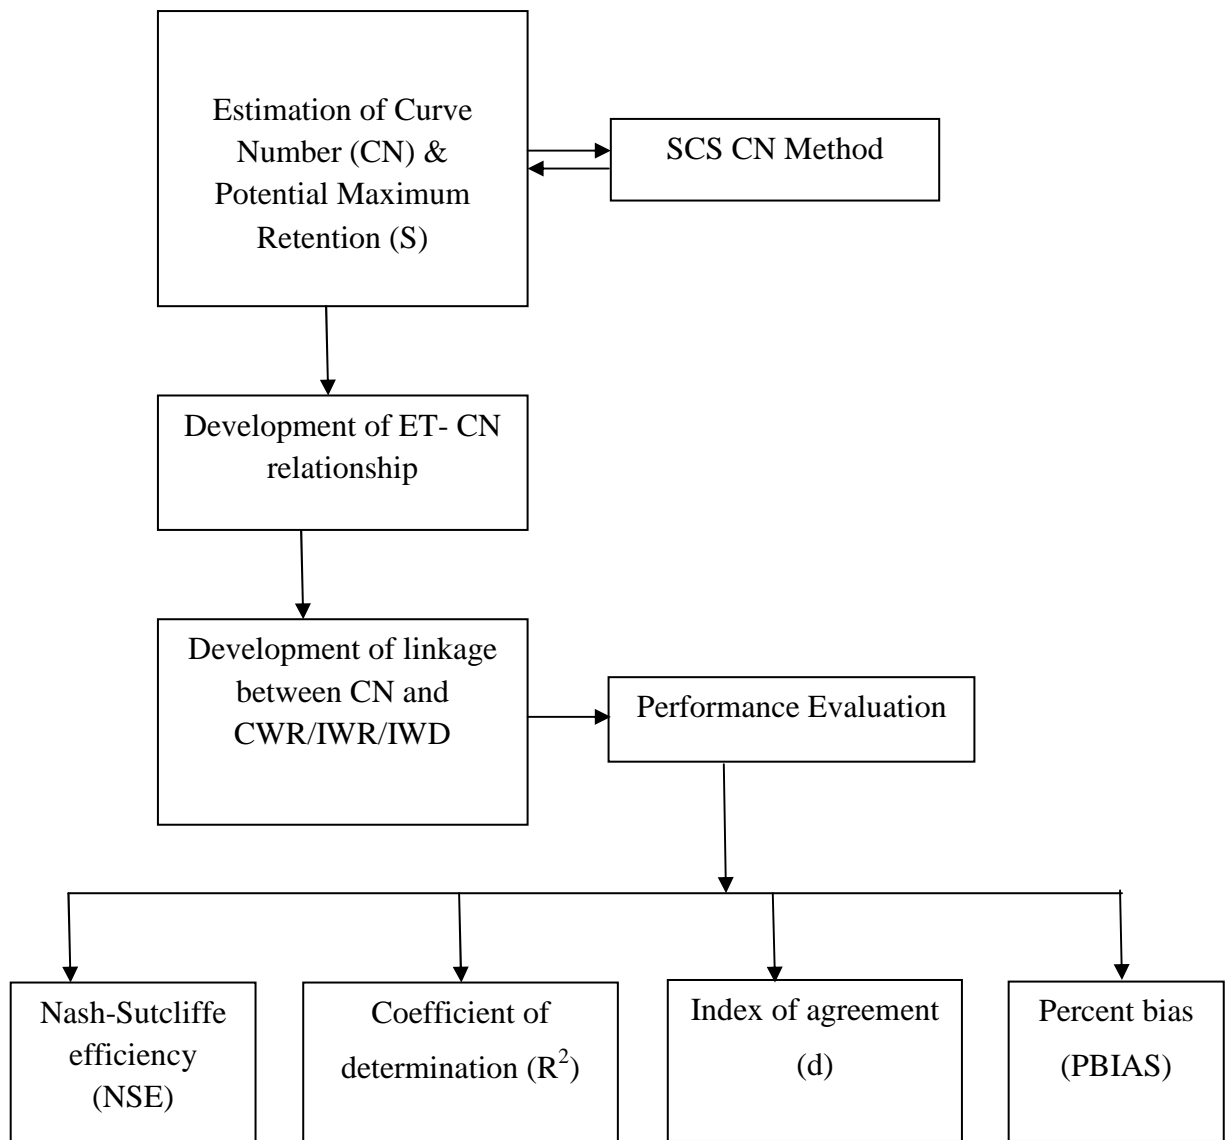 Estimation of Curve
Number (CN) &
Potential Maximum
Retention (S)
SCS CN Method
Development of ET- CN
relationship
Development of linkage
between CN and
CWR/IWR/IWD
Performance Evaluation
Nash-Sutcliffe
efficiency
(NSE)
Coefficient of
determination (R²)
Index of agreement
(d)
Percent bias
(PBIAS)